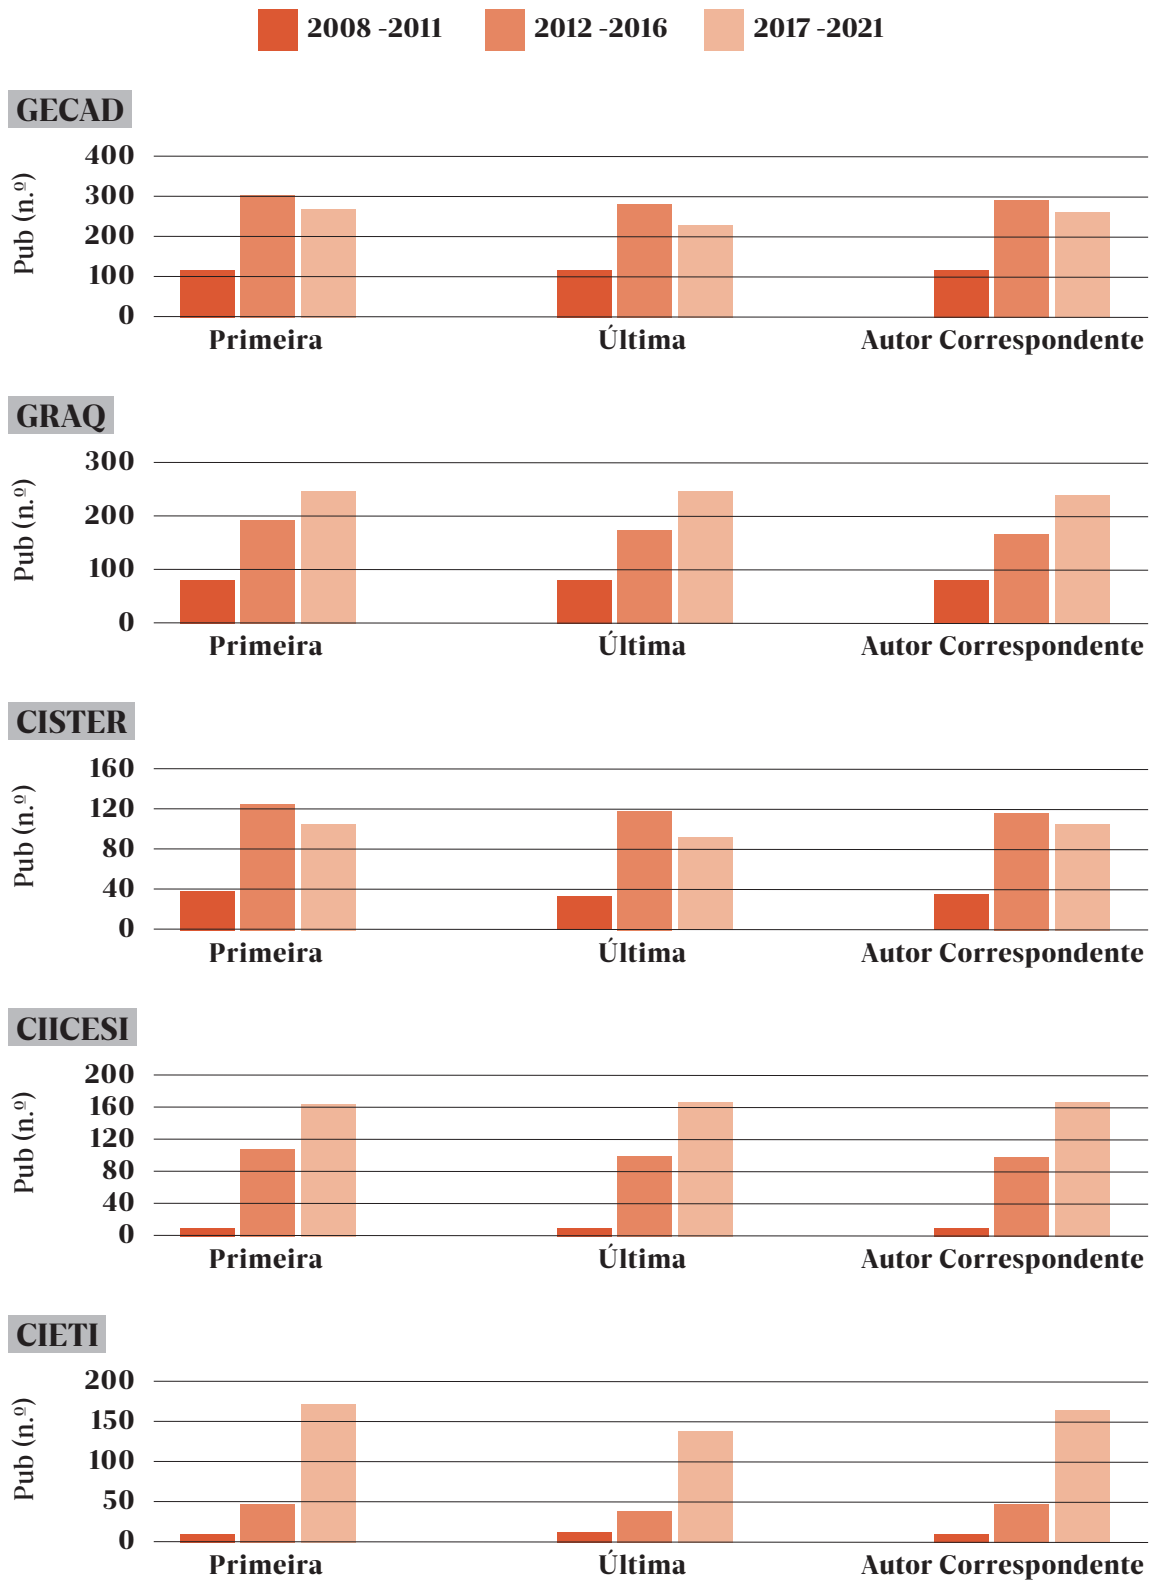 2008 -2011 2012 -2016 2017 -2021
GECAD
Pub (n.º)
400
300
200
100
0
Primeira Última Autor Correspondente
GRAQ
Pub (n.º)
300
200
100
0
Primeira Última Autor Correspondente
CISTER
Pub (n.º)
160
120
80
40
0
Primeira Última Autor Correspondente
CIICESI
Pub (n.º)
200
160
120
80
40
0
Primeira Última Autor Correspondente
CIETI
Pub (n.º)
200
150
100
50
0
Primeira Última Autor Correspondente